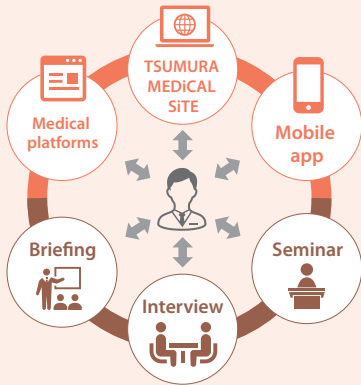 TSUMURA
MEDiCAL
SiTE
Medical
platforms
Mobile
app
Briefing
Seminar
Interview